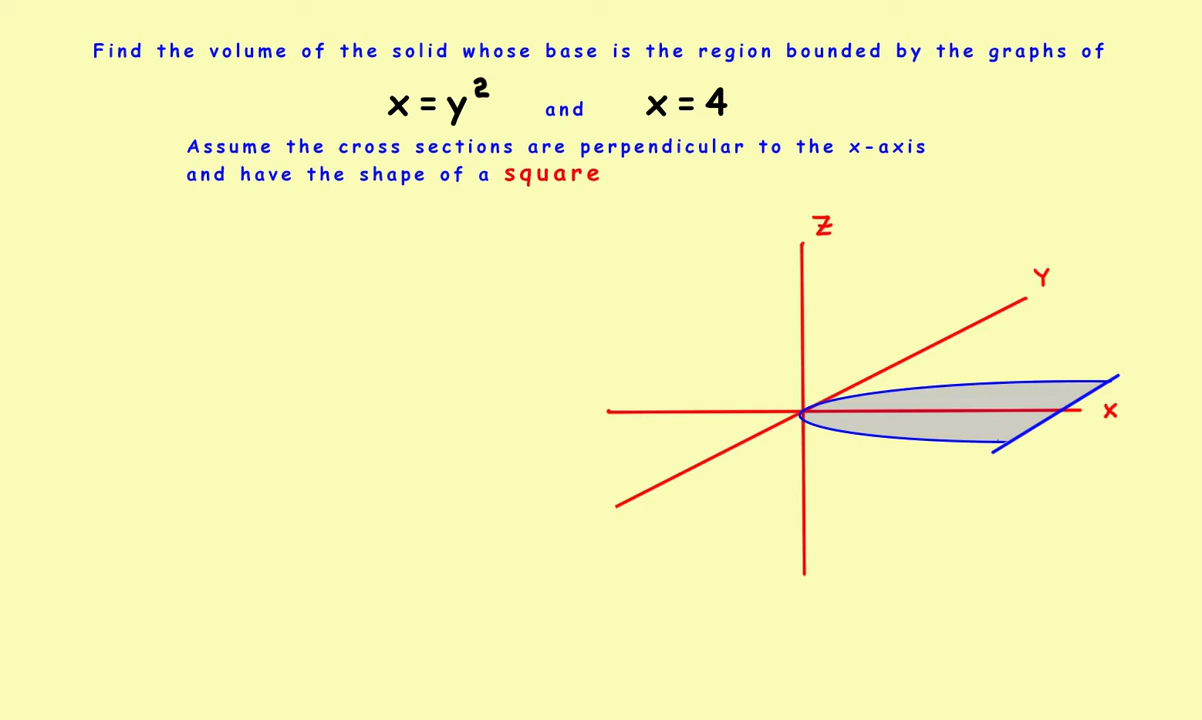 Find the volume of the solid whose base is the region bounded by the graphs of
x = y² and x = 4
Assume the cross sections are perpendicular to the x-axis
and have the shape of a square
Z
Y
X